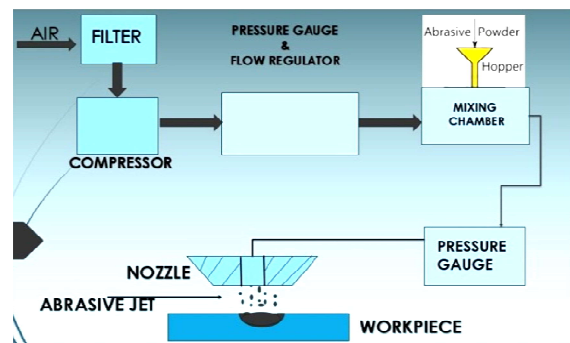 AIR
FILTER
PRESSURE GAUGE
&
FLOW REGULATOR
Abrasive Powder
Hopper
MIXING
CHAMBER
COMPRESSOR
PRESSURE
GAUGE
NOZZLE
ABRASIVE JET
WORKPIECE